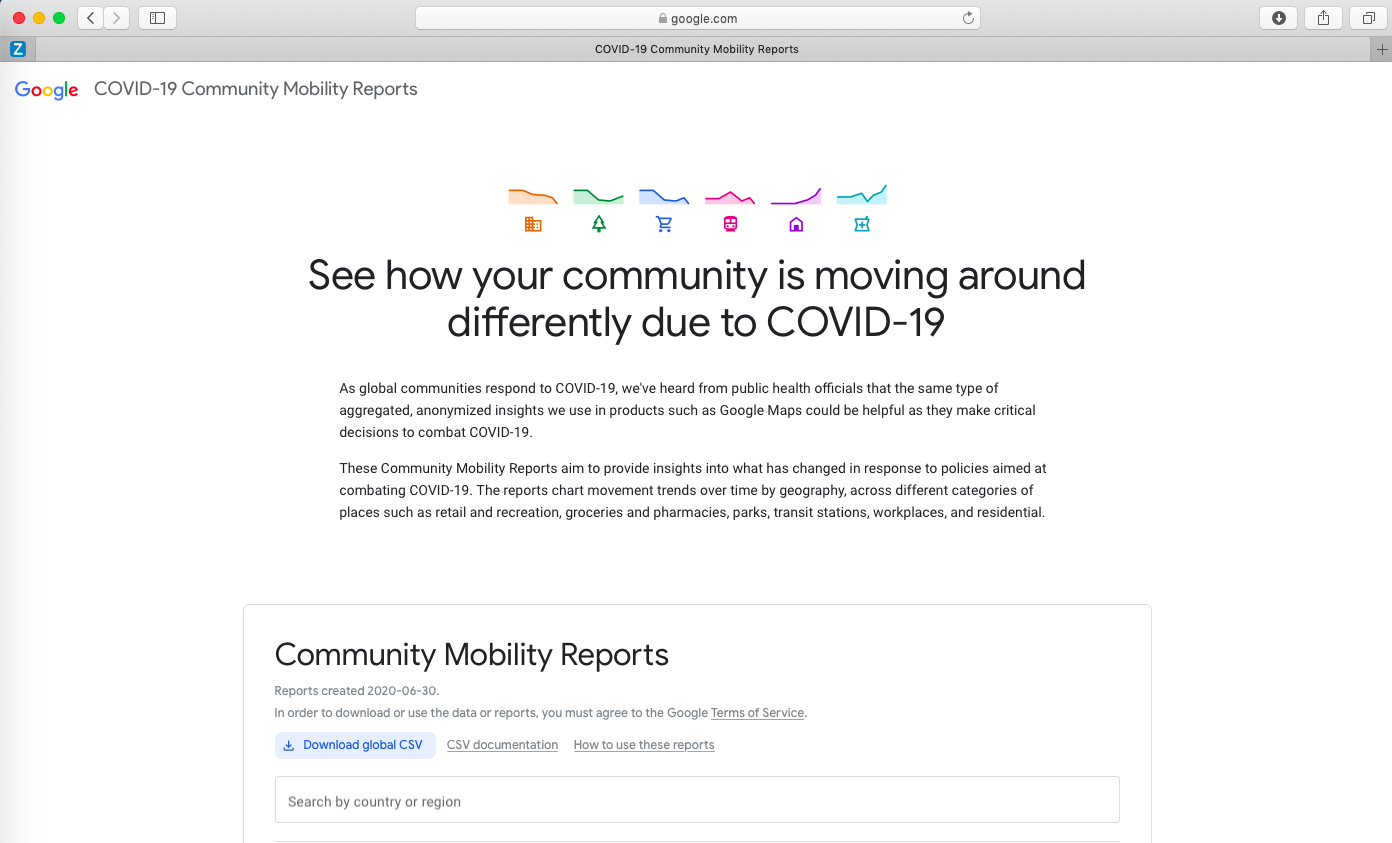 google.com
Z
COVID-19 Community Mobility Reports
Google COVID-19 Community Mobility Reports
See how your community is moving around
differently due to COVID-19
As global communities respond to COVID-19, we've heard from public health officials that the same type of
aggregated, anonymized insights we use in products such as Google Maps could be helpful as they make critical
decisions to combat COVID-19.
These Community Mobility Reports aim to provide insights into what has changed in response to policies aimed at
combating COVID-19. The reports chart movement trends over time by geography, across different categories of
places such as retail and recreation, groceries and pharmacies, parks, transit stations, workplaces, and residential.
Community Mobility Reports
Reports created 2020-06-30.
In order to download or use the data or reports, you must agree to the Google Terms of Service.
Download global CSV CSV documentation How to use these reports
Search by country or region